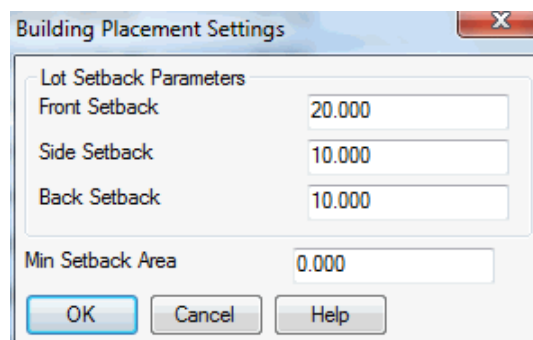 Building Placement Settings
Lot Setback Parameters
Front Setback 20.000
Side Setback 10.000
Back Setback 10.000
Min Setback Area 0.000
OK Cancel Help